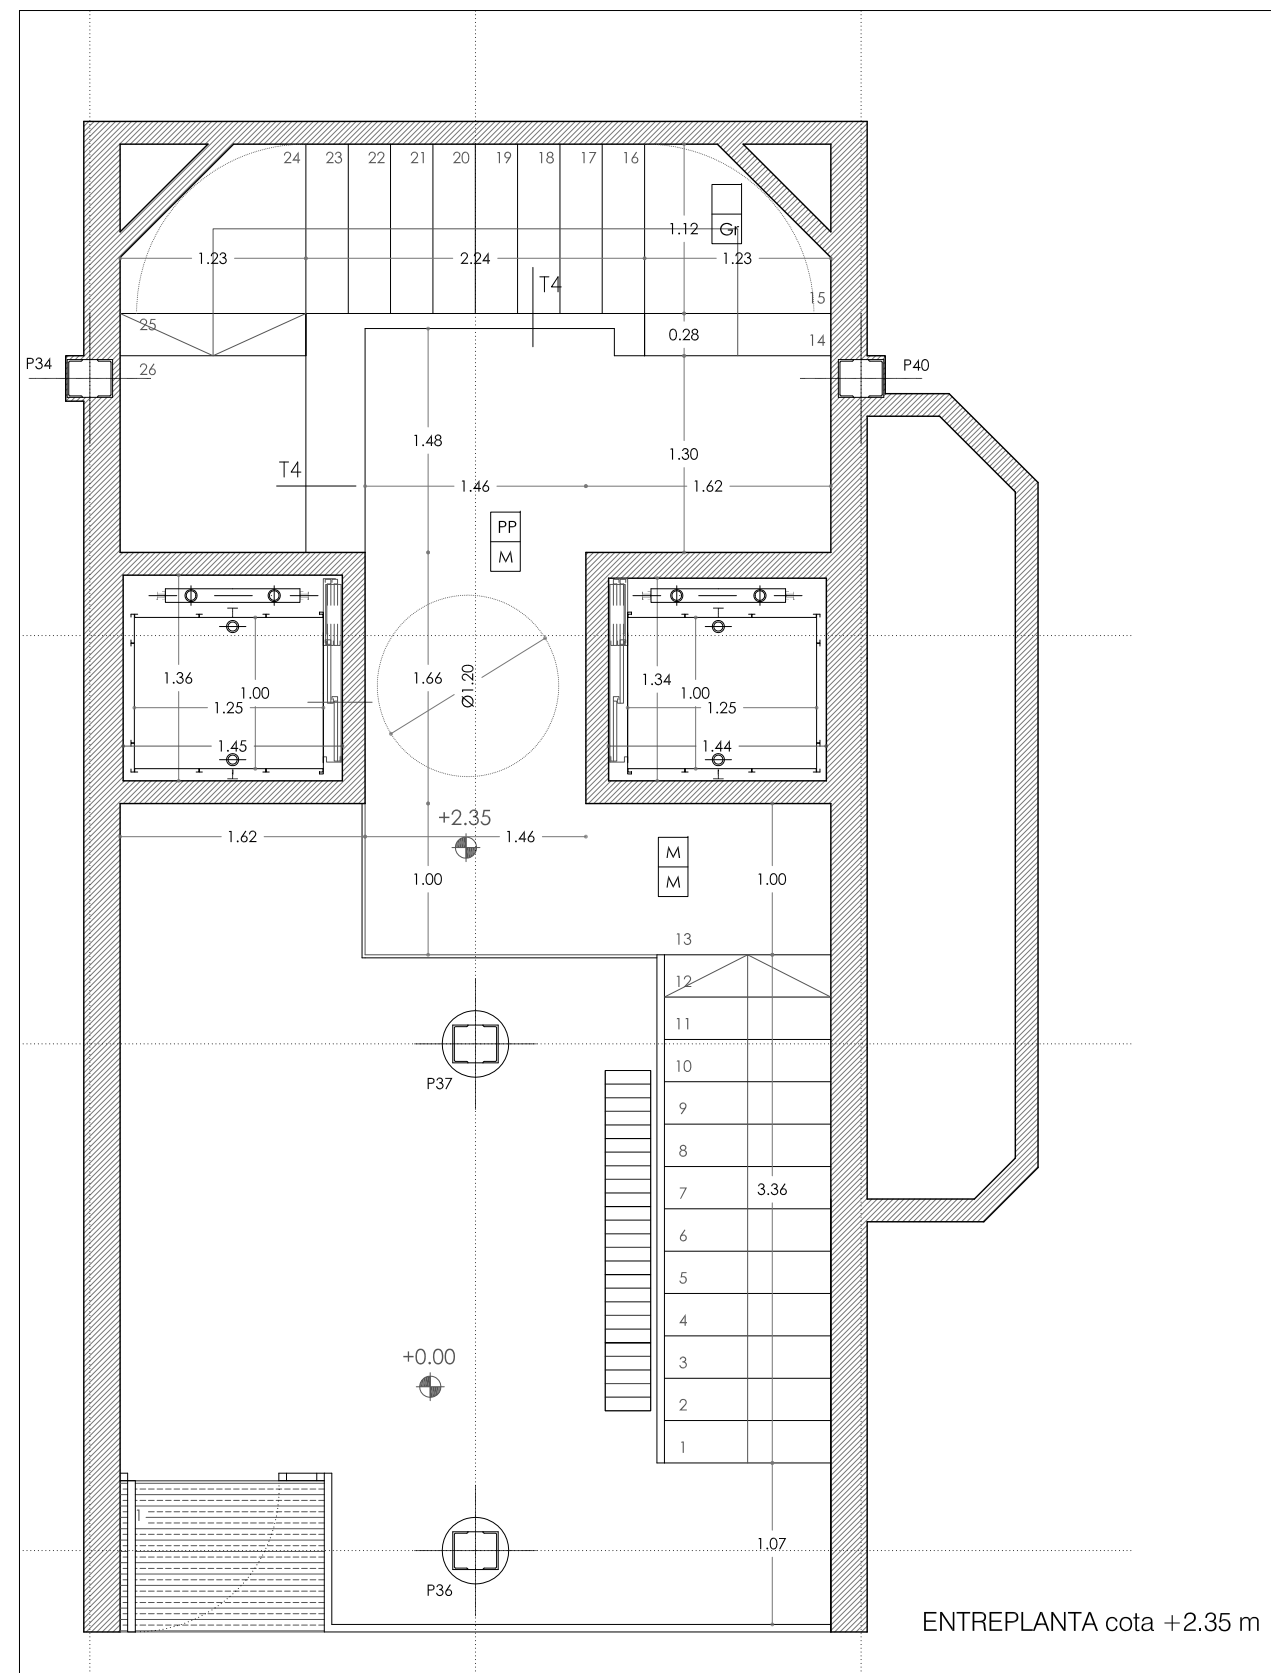 24 23 22 21 20 19 18 17 16
1.12 Gr
1.23 2.24 1.23
T4
15
25 0.28 14
P34 26 P40
1.48
1.30
T4
1.46 1.62
PP
M
1.36 1.00 1.25 1.45
1.66 Ø1.20
1.34 1.00 1.25 1.44
+2.35
1.62 1.46
M
M
1.00 1.00
13
12
11
10
P37
9
8
7
3.36
6
5
4
+0.00
3
2
1
1
1.07
P36
ENTREPLANTA cota +2.35 m